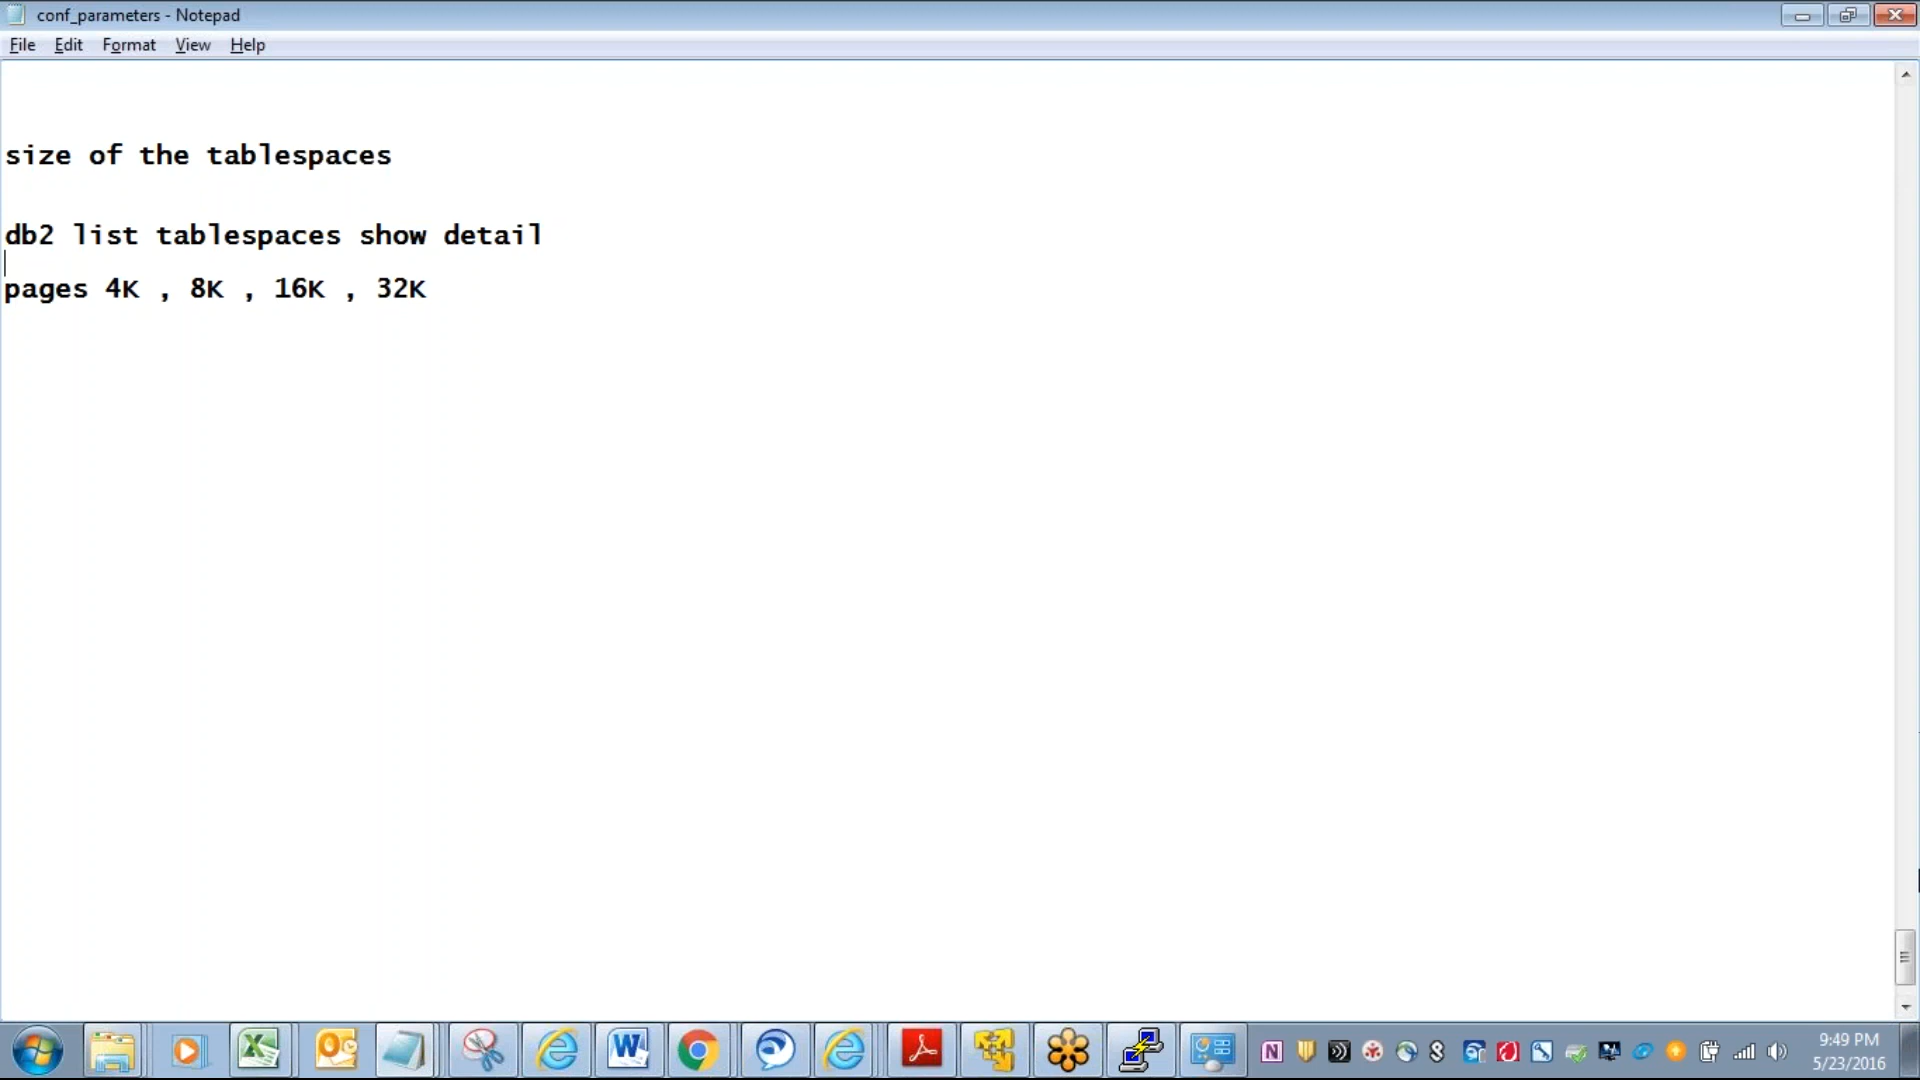 conf_parameters - Notepad
File Edit Format View Help
size of the tablespaces
db2 list tablespaces show detail
pages 4K , 8K , 16K , 32K
9:49 PM
5/23/2016